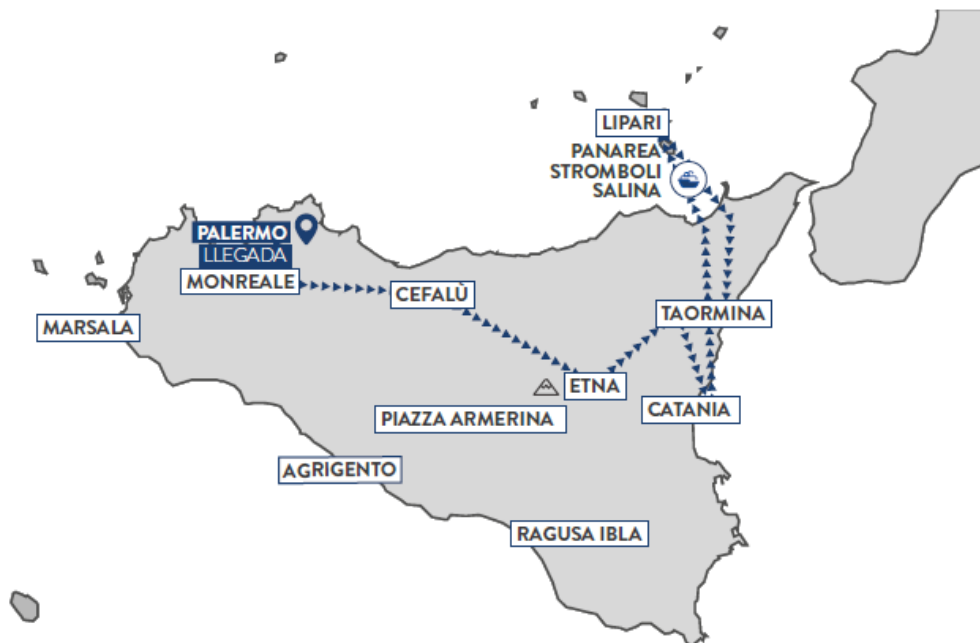 LIPARI
PANAREA
STROMBOLI
SALINA
PALERMO
LLEGADA
MONREALE
CEFALÙ
MARSALA
TAORMINA
ETNA
CATANIA
PIAZZA ARMERINA
AGRIGENTO
RAGUSA IBLA